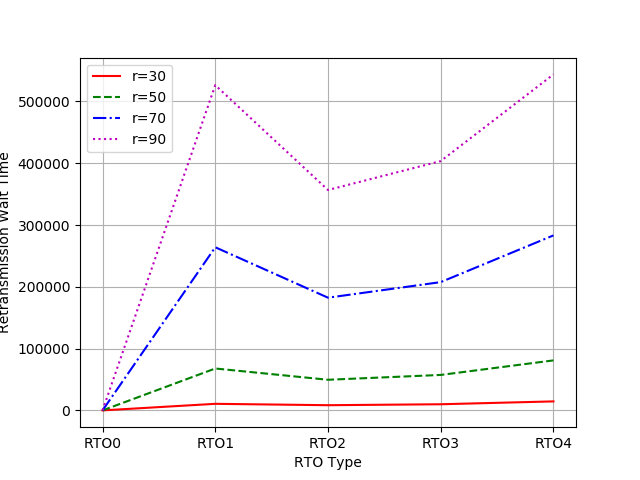 r=30
r=50
r=70
r=90
500000
400000
300000
200000
100000
0
Retransmission Wait Time
RTO0 RTO1 RTO2 RTO3 RTO4
RTO Type